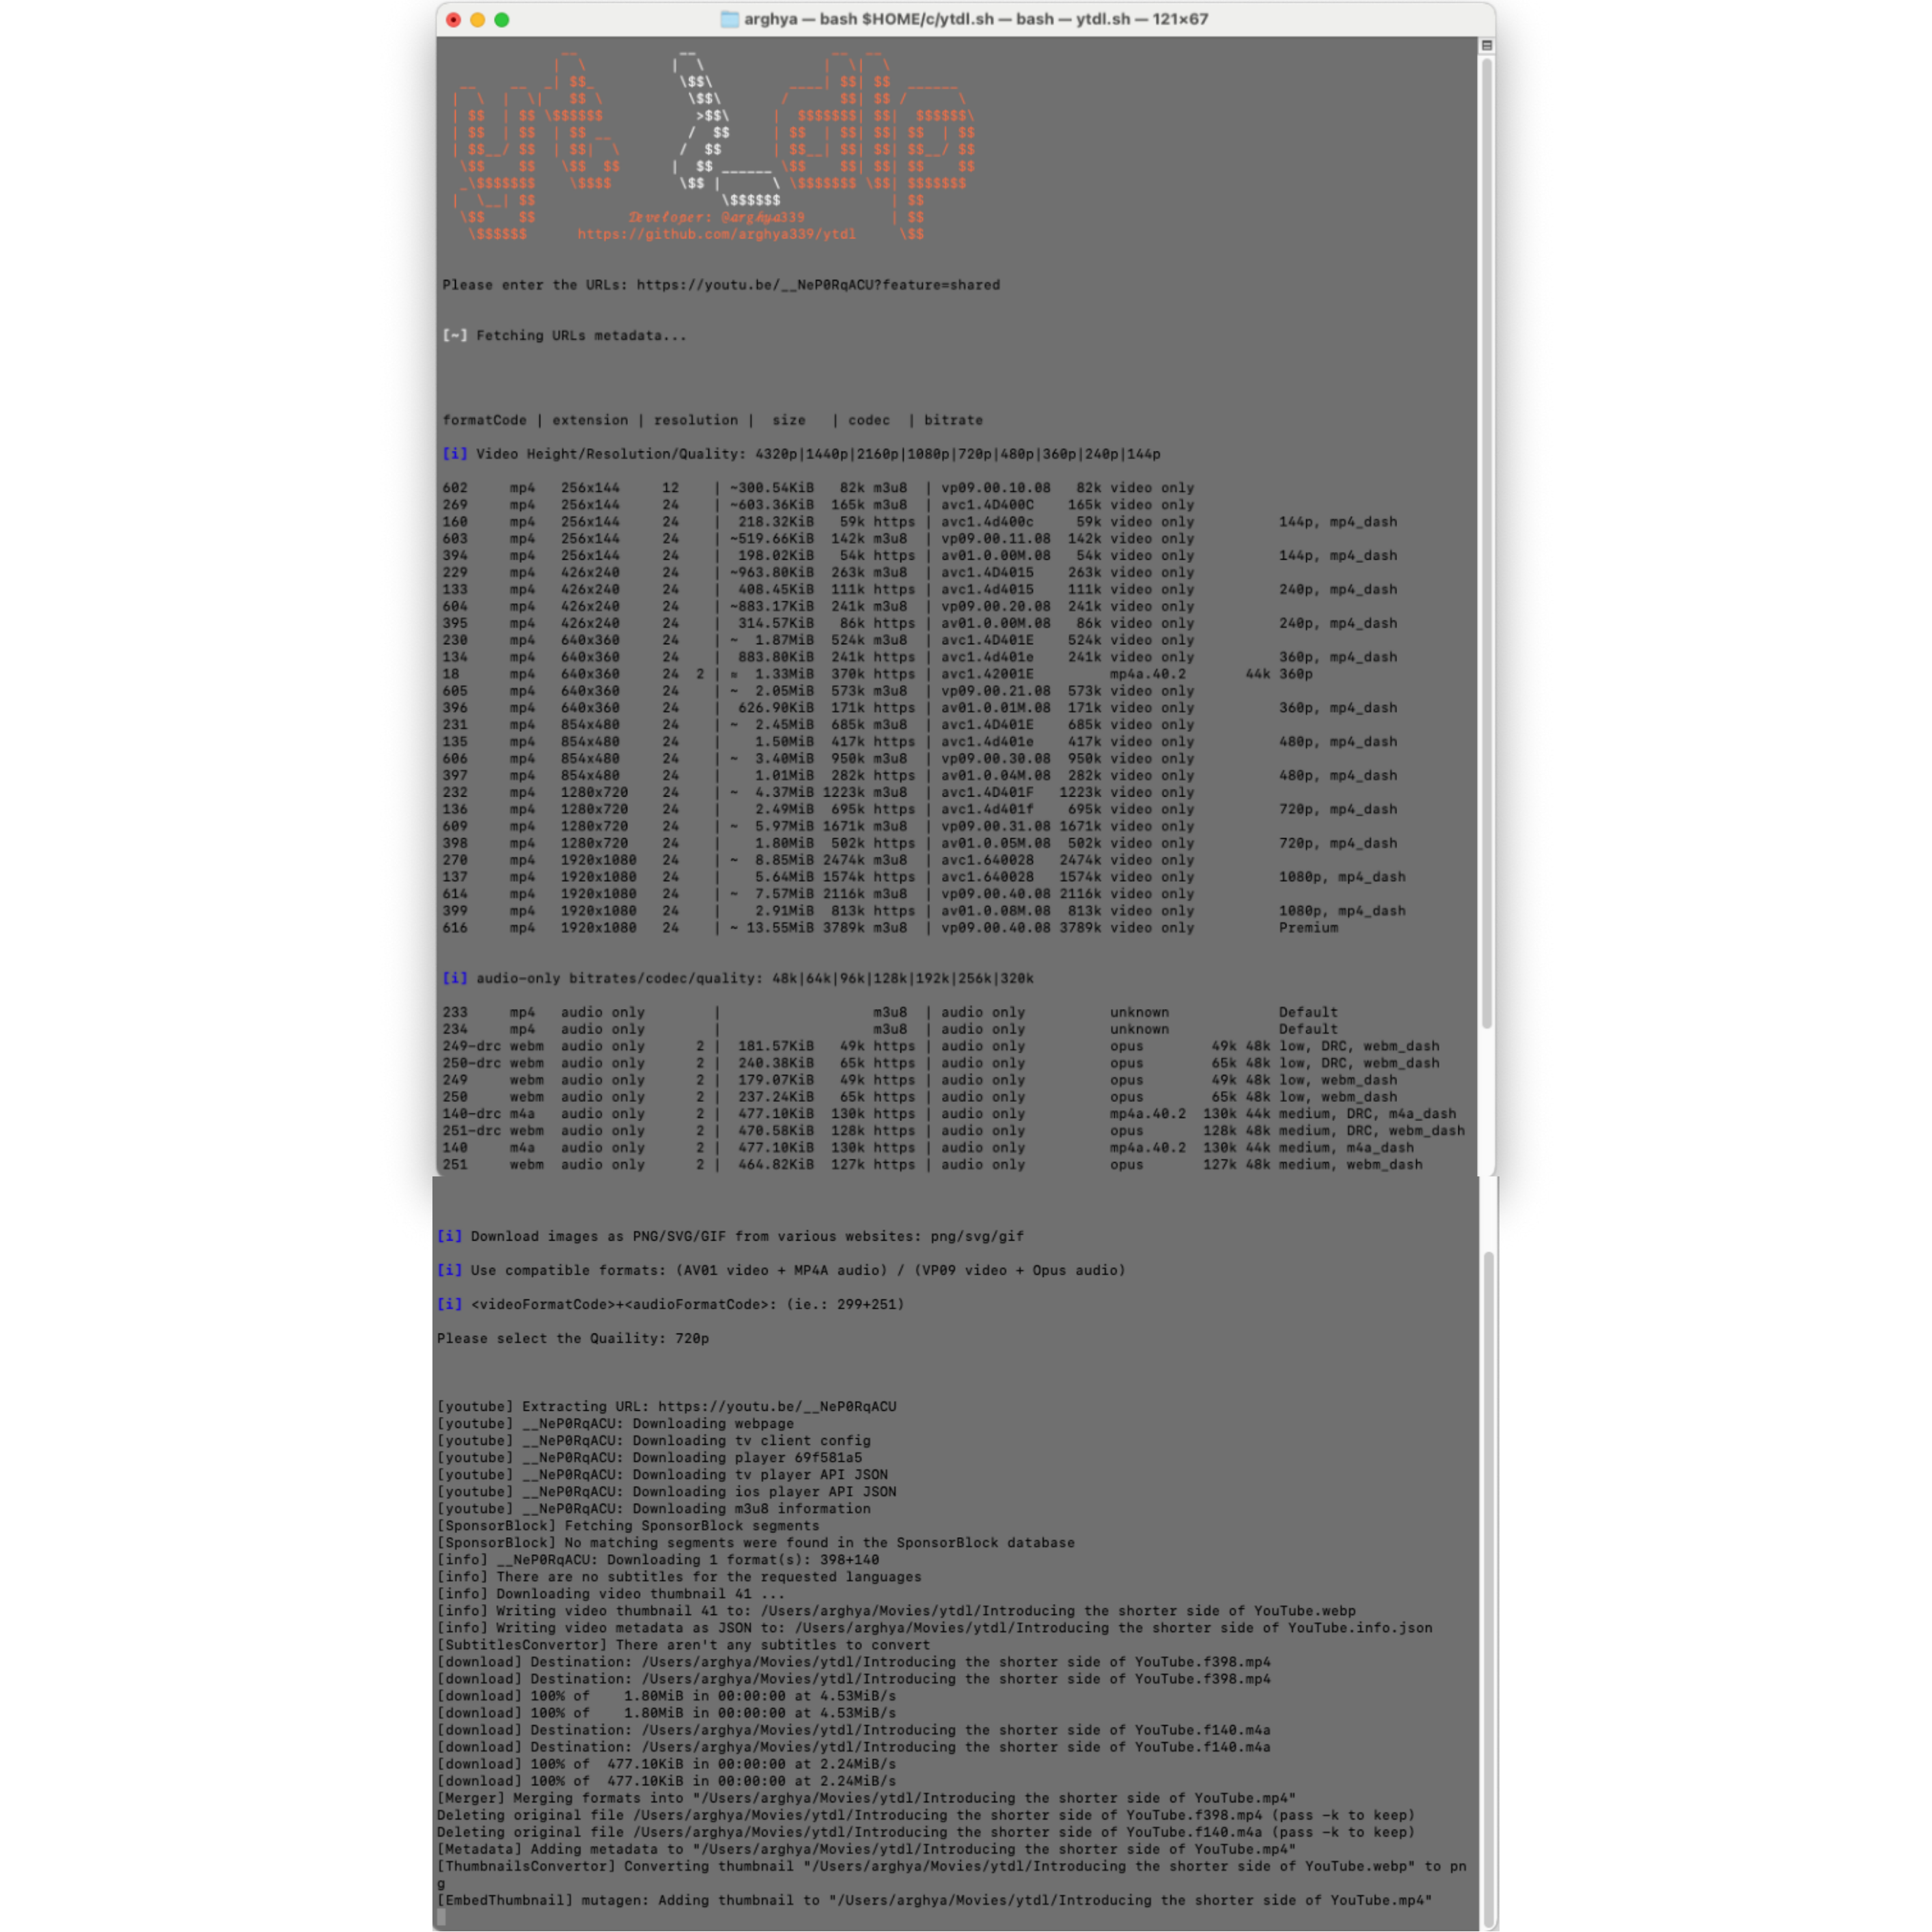 arghya — bash $HOME/c/ytdl.sh — bash — ytdl.sh — 121×67
Developer: @arghya339
https://github.com/arghya339/ytdl
Please enter the URLs: https://youtu.be/__NeP0RqACU?feature=shared
[~] Fetching URLs metadata...
formatCode | extension | resolution |  size   | codec  | bitrate
[i] Video Height/Resolution/Quality: 4320p|1440p|2160p|1080p|720p|480p|360p|240p|144p
602     mp4   256x144     12    | ~300.54KiB   82k m3u8  | vp09.00.10.08   82k video only
269     mp4   256x144     24    | ~603.36KiB  165k m3u8  | avc1.4D400C    165k video only
160     mp4   256x144     24    |  218.32KiB   59k https | avc1.4d400c     59k video only          144p, mp4_dash
603     mp4   256x144     24    | ~519.66KiB  142k m3u8  | vp09.00.11.08  142k video only
394     mp4   256x144     24    |  198.02KiB   54k https | av01.0.00M.08   54k video only          144p, mp4_dash
229     mp4   426x240     24    | ~963.80KiB  263k m3u8  | avc1.4D4015    263k video only
133     mp4   426x240     24    |  408.45KiB  111k https | avc1.4d4015    111k video only          240p, mp4_dash
604     mp4   426x240     24    | ~883.17KiB  241k m3u8  | vp09.00.20.08  241k video only
395     mp4   426x240     24    |  314.57KiB   86k https | av01.0.00M.08   86k video only          240p, mp4_dash
230     mp4   640x360     24    | ~  1.87MiB  524k m3u8  | avc1.4D401E    524k video only
134     mp4   640x360     24    |  883.80KiB  241k https | avc1.4d401e    241k video only          360p, mp4_dash
18      mp4   640x360     24  2 | ≈  1.33MiB  370k https | avc1.42001E         mp4a.40.2       44k 360p
605     mp4   640x360     24    | ~  2.05MiB  573k m3u8  | vp09.00.21.08  573k video only
396     mp4   640x360     24    |  626.90KiB  171k https | av01.0.01M.08  171k video only          360p, mp4_dash
231     mp4   854x480     24    | ~  2.45MiB  685k m3u8  | avc1.4D401E    685k video only
135     mp4   854x480     24    |    1.50MiB  417k https | avc1.4d401e    417k video only          480p, mp4_dash
606     mp4   854x480     24    | ~  3.40MiB  950k m3u8  | vp09.00.30.08  950k video only
397     mp4   854x480     24    |    1.01MiB  282k https | av01.0.04M.08  282k video only          480p, mp4_dash
232     mp4   1280x720    24    | ~  4.37MiB 1223k m3u8  | avc1.4D401F   1223k video only
136     mp4   1280x720    24    |    2.49MiB  695k https | avc1.4d401f    695k video only          720p, mp4_dash
609     mp4   1280x720    24    | ~  5.97MiB 1671k m3u8  | vp09.00.31.08 1671k video only
398     mp4   1280x720    24    |    1.80MiB  502k https | av01.0.05M.08  502k video only          720p, mp4_dash
270     mp4   1920x1080   24    | ~  8.85MiB 2474k m3u8  | avc1.640028   2474k video only
137     mp4   1920x1080   24    |    5.64MiB 1574k https | avc1.640028   1574k video only          1080p, mp4_dash
614     mp4   1920x1080   24    | ~  7.57MiB 2116k m3u8  | vp09.00.40.08 2116k video only
399     mp4   1920x1080   24    |    2.91MiB  813k https | av01.0.08M.08  813k video only          1080p, mp4_dash
616     mp4   1920x1080   24    | ~ 13.55MiB 3789k m3u8  | vp09.00.40.08 3789k video only          Premium
[i] audio-only bitrates/codec/quality: 48k|64k|96k|128k|192k|256k|320k
233     mp4   audio only        |                  m3u8  | audio only          unknown             Default
234     mp4   audio only        |                  m3u8  | audio only          unknown             Default
249-drc webm  audio only      2 |  181.57KiB   49k https | audio only          opus        49k 48k low, DRC, webm_dash
250-drc webm  audio only      2 |  240.38KiB   65k https | audio only          opus        65k 48k low, DRC, webm_dash
249     webm  audio only      2 |  179.07KiB   49k https | audio only          opus        49k 48k low, webm_dash
250     webm  audio only      2 |  237.24KiB   65k https | audio only          opus        65k 48k low, webm_dash
140-drc m4a   audio only      2 |  477.10KiB  130k https | audio only          mp4a.40.2  130k 44k medium, DRC, m4a_dash
251-drc webm  audio only      2 |  470.58KiB  128k https | audio only          opus       128k 48k medium, DRC, webm_dash
140     m4a   audio only      2 |  477.10KiB  130k https | audio only          mp4a.40.2  130k 44k medium, m4a_dash
251     webm  audio only      2 |  464.82KiB  127k https | audio only          opus       127k 48k medium, webm_dash
[i] Download images as PNG/SVG/GIF from various websites: png/svg/gif
[i] Use compatible formats: (AV01 video + MP4A audio) / (VP09 video + Opus audio)
[i] <videoFormatCode>+<audioFormatCode>: (ie.: 299+251)
Please select the Quaility: 720p
[youtube] Extracting URL: https://youtu.be/__NeP0RqACU
[youtube] __NeP0RqACU: Downloading webpage
[youtube] __NeP0RqACU: Downloading tv client config
[youtube] __NeP0RqACU: Downloading player 69f581a5
[youtube] __NeP0RqACU: Downloading tv player API JSON
[youtube] __NeP0RqACU: Downloading ios player API JSON
[youtube] __NeP0RqACU: Downloading m3u8 information
[SponsorBlock] Fetching SponsorBlock segments
[SponsorBlock] No matching segments were found in the SponsorBlock database
[info] __NeP0RqACU: Downloading 1 format(s): 398+140
[info] There are no subtitles for the requested languages
[info] Downloading video thumbnail 41 ...
[info] Writing video thumbnail 41 to: /Users/arghya/Movies/ytdl/Introducing the shorter side of YouTube.webp
[info] Writing video metadata as JSON to: /Users/arghya/Movies/ytdl/Introducing the shorter side of YouTube.info.json
[SubtitlesConvertor] There aren't any subtitles to convert
[download] Destination: /Users/arghya/Movies/ytdl/Introducing the shorter side of YouTube.f398.mp4
[download] Destination: /Users/arghya/Movies/ytdl/Introducing the shorter side of YouTube.f398.mp4
[download] 100% of    1.80MiB in 00:00:00 at 4.53MiB/s
[download] 100% of    1.80MiB in 00:00:00 at 4.53MiB/s
[download] Destination: /Users/arghya/Movies/ytdl/Introducing the shorter side of YouTube.f140.m4a
[download] Destination: /Users/arghya/Movies/ytdl/Introducing the shorter side of YouTube.f140.m4a
[download] 100% of  477.10KiB in 00:00:00 at 2.24MiB/s
[download] 100% of  477.10KiB in 00:00:00 at 2.24MiB/s
[Merger] Merging formats into "/Users/arghya/Movies/ytdl/Introducing the shorter side of YouTube.mp4"
Deleting original file /Users/arghya/Movies/ytdl/Introducing the shorter side of YouTube.f398.mp4 (pass -k to keep)
Deleting original file /Users/arghya/Movies/ytdl/Introducing the shorter side of YouTube.f140.m4a (pass -k to keep)
[Metadata] Adding metadata to "/Users/arghya/Movies/ytdl/Introducing the shorter side of YouTube.mp4"
[ThumbnailsConvertor] Converting thumbnail "/Users/arghya/Movies/ytdl/Introducing the shorter side of YouTube.webp" to pn
g
[EmbedThumbnail] mutagen: Adding thumbnail to "/Users/arghya/Movies/ytdl/Introducing the shorter side of YouTube.mp4"